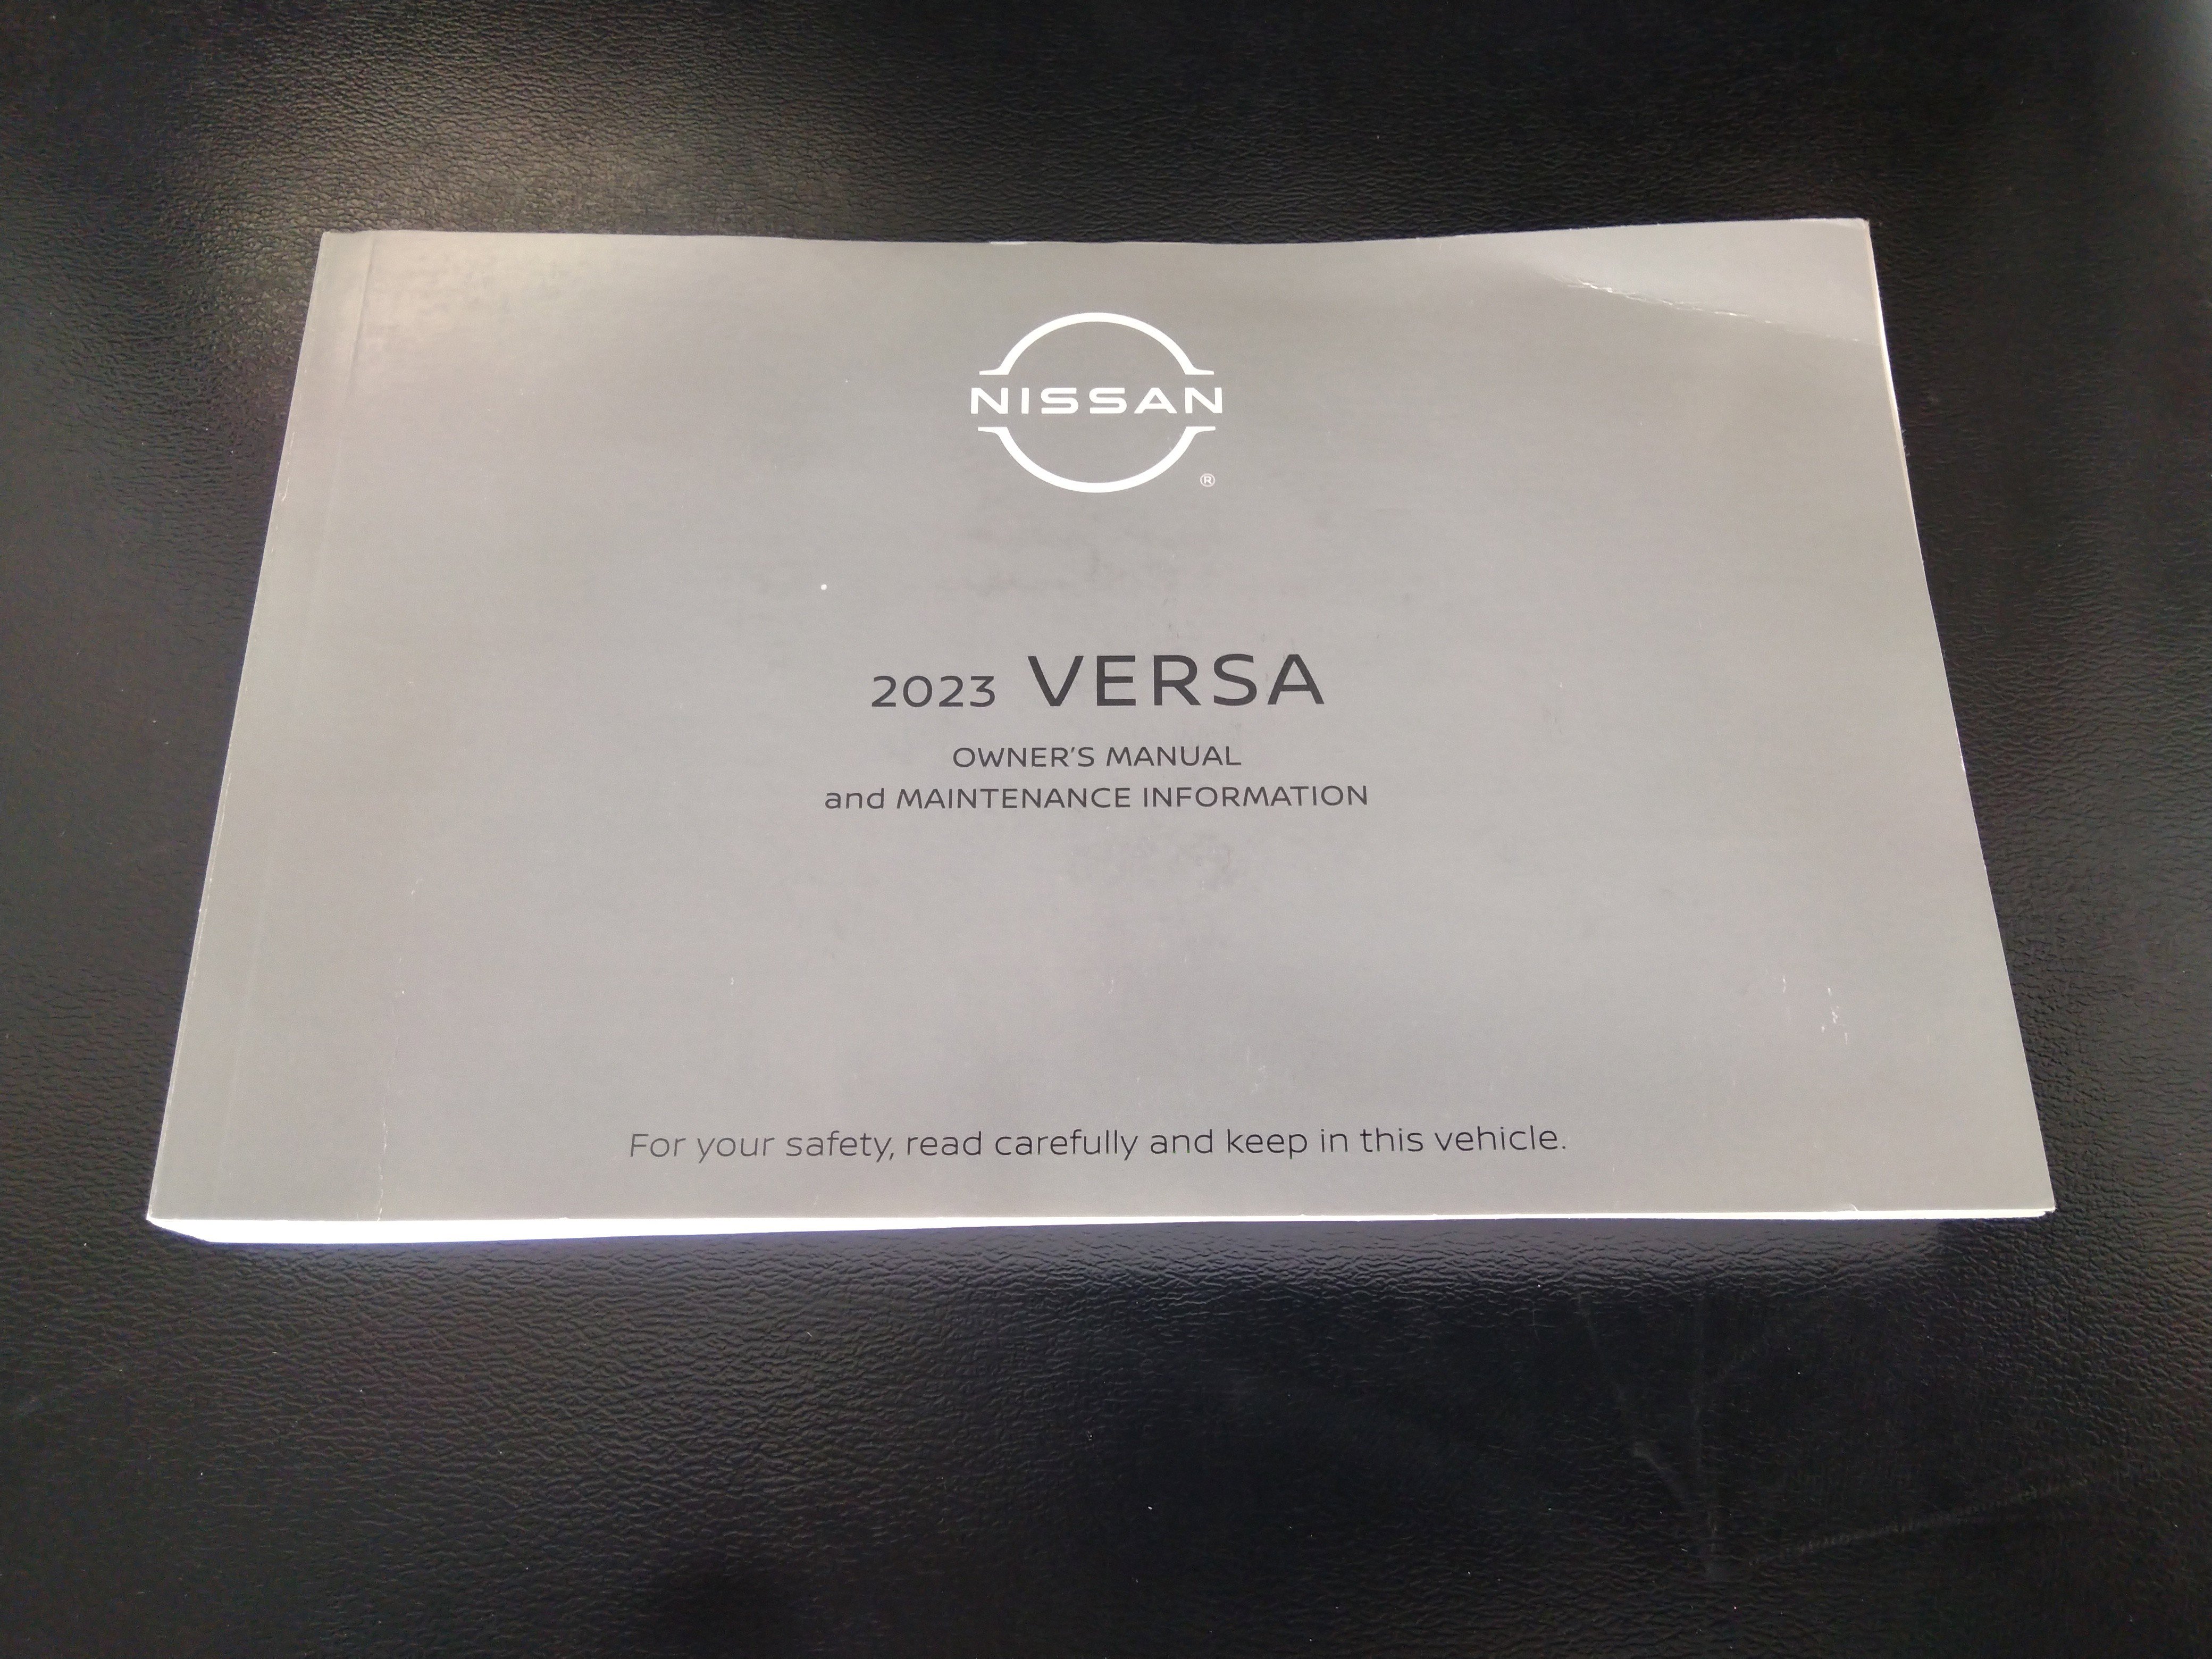 NISSAN
®
2023 VERSA
OWNER'S MANUAL
and MAINTENANCE INFORMATION
For your safety, read carefully and keep in this vehicle.